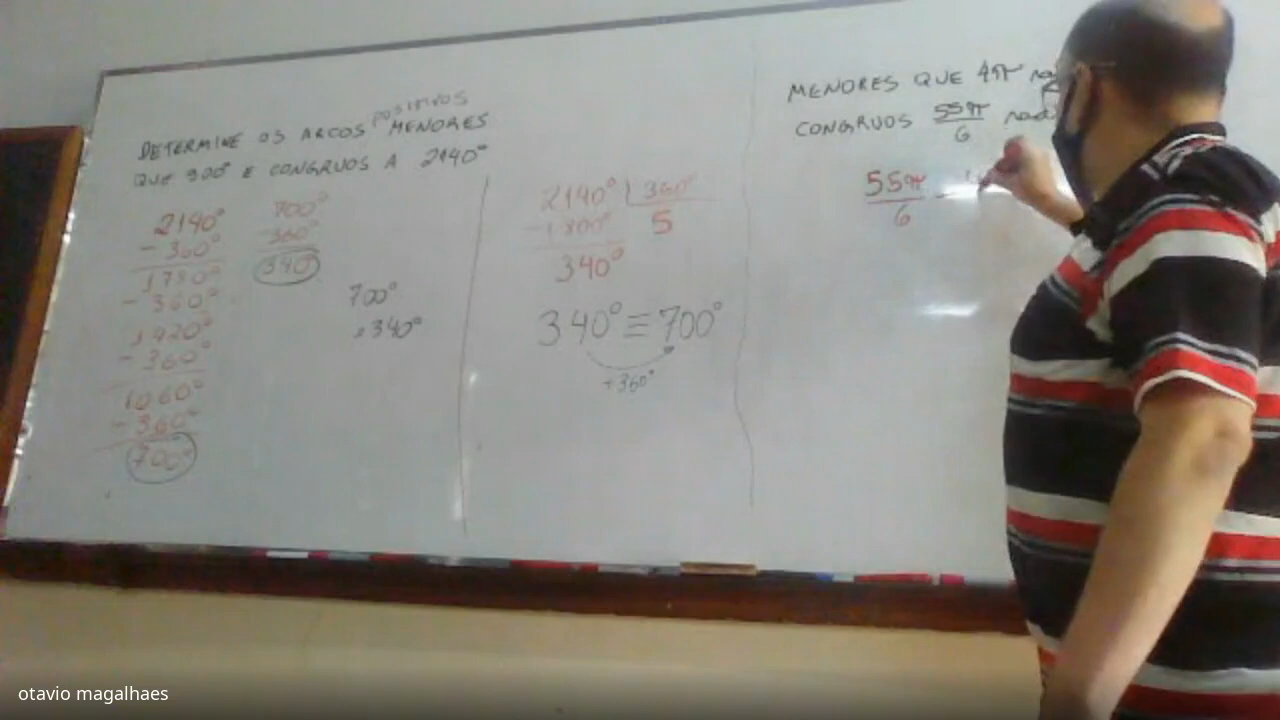 DETERMINE OS ARCOS POSITIVOS MENORES
QUE 900° E CONGRUOS A 2140°
2140°
- 360°
1780°
- 360°
1420°
- 360°
1060°
- 360°
700°
700°
- 360°
340°
700°
340°
2140° 360°
- 1800° 5
340°
340° ≡ 700°
+360°
MENORES QUE 4π
CONGRUOS 55π/6 rad
55π/6 -
otavio magalhaes